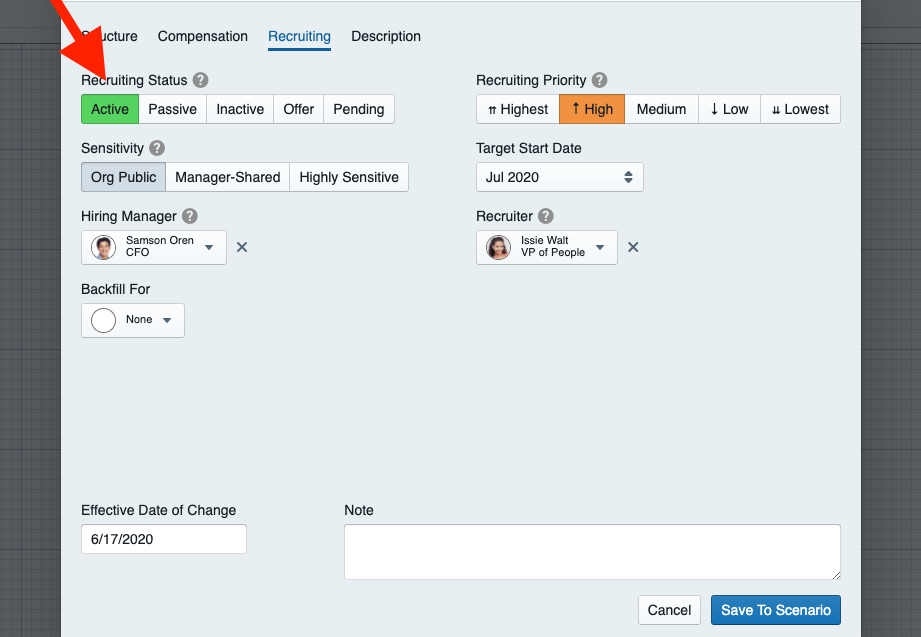 Compensation Recruiting Description
Recruiting Status ? Recruiting Priority ?
Active Passive Inactive Offer Pending ⇈ Highest ↑ High Medium ↓ Low ⇊ Lowest
Sensitivity ? Target Start Date
Org Public Manager-Shared Highly Sensitive Jul 2020
Hiring Manager ? Recruiter ?
Samson Oren Issie Walt
CFO VP of People
Backfill For
None
Effective Date of Change Note
6/17/2020
Cancel Save To Scenario